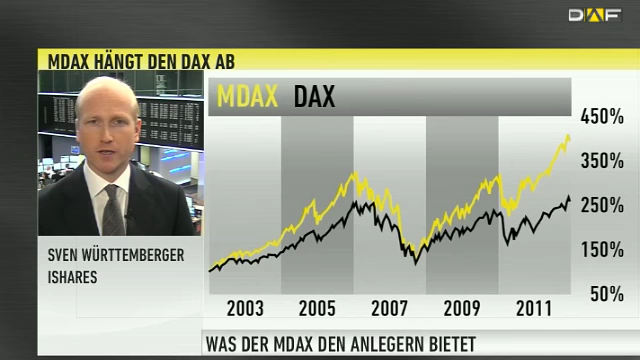 DAF
MDAX HÄNGT DEN DAX AB
MDAX DAX
450%
350%
250%
150%
50%
2003 2005 2007 2009 2011
SVEN WÜRTTEMBERGER
ISHARES
WAS DER MDAX DEN ANLEGERN BIETET